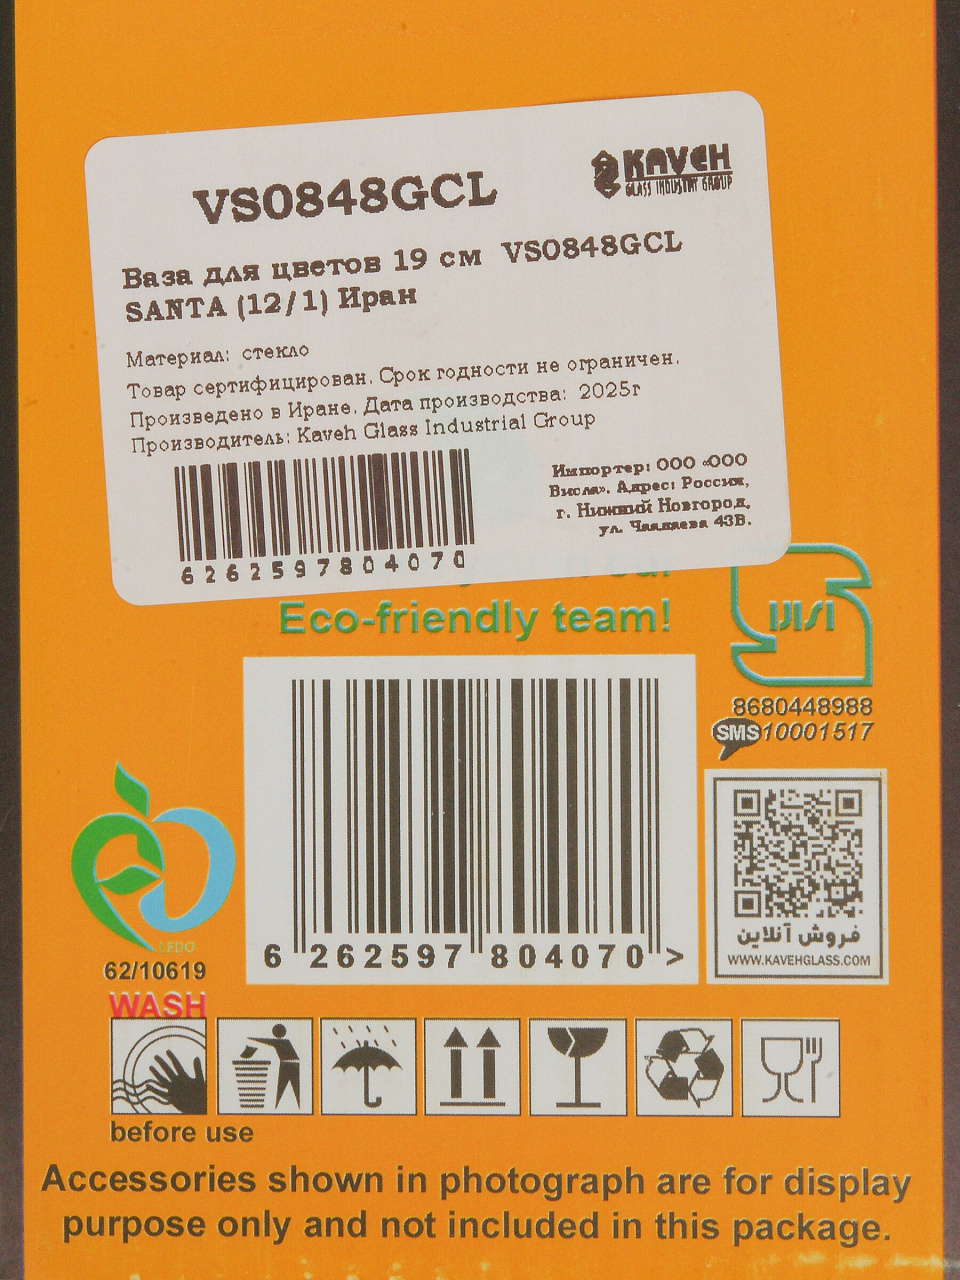 VS0848GCL
KAVEH
GLASS INDUSTRY GROUP
Ваза для цветов 19 см VS0848GCL
SANTA (12/1) Иран
Материал: стекло
Товар сертифицирован. Срок годности не ограничен.
Произведено в Иране. Дата производства: 2025г
Производитель: Kaveh Glass Industrial Group
Импортер: ООО «ООО
Висла». Адрес: Россия,
г. Нижний Новгород,
ул. Чаадаева 43В.
6262597804070
Eco-friendly team!
8680448988
SMS 10001517
6 262597 804070 >
فروش آنلاین
WWW.KAVEHGLASS.COM
62/10619
WASH
before use
Accessories shown in photograph are for display
purpose only and not included in this package.